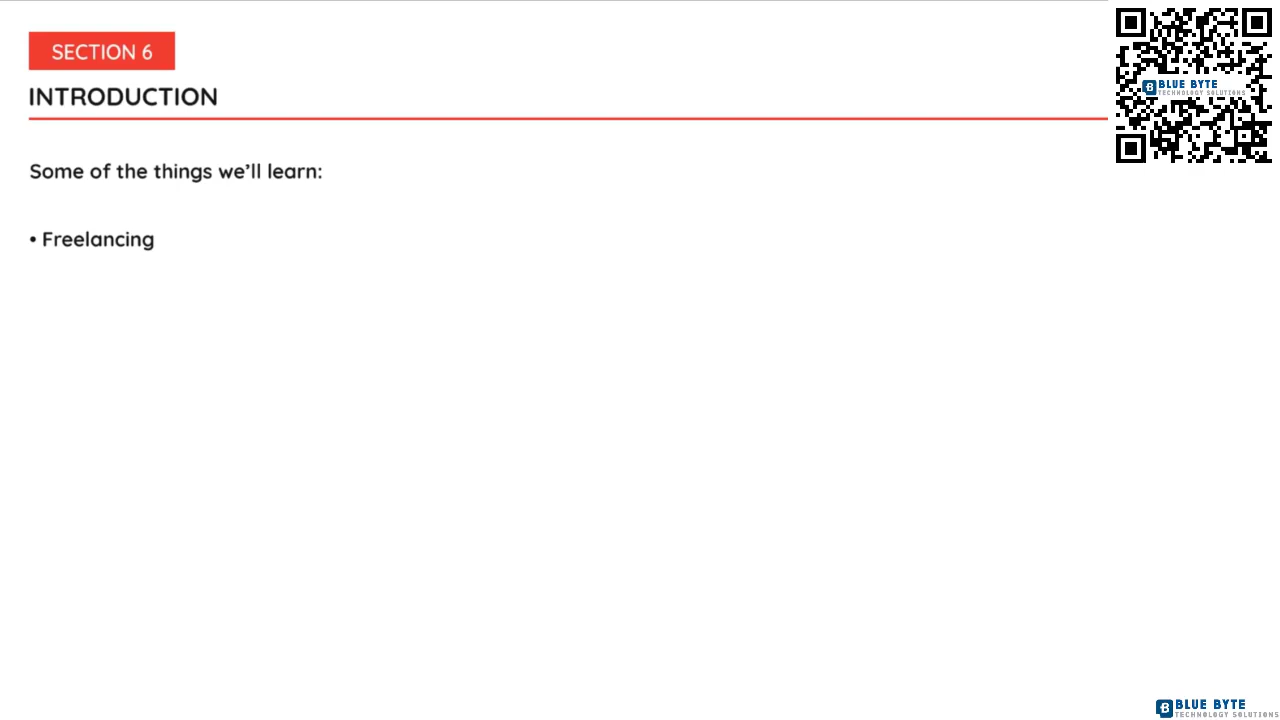 SECTION 6
INTRODUCTION
BLUE BYTE
TECHNOLOGY SOLUTIONS
Some of the things we'll learn:
• Freelancing
BLUE BYTE
TECHNOLOGY SOLUTIONS